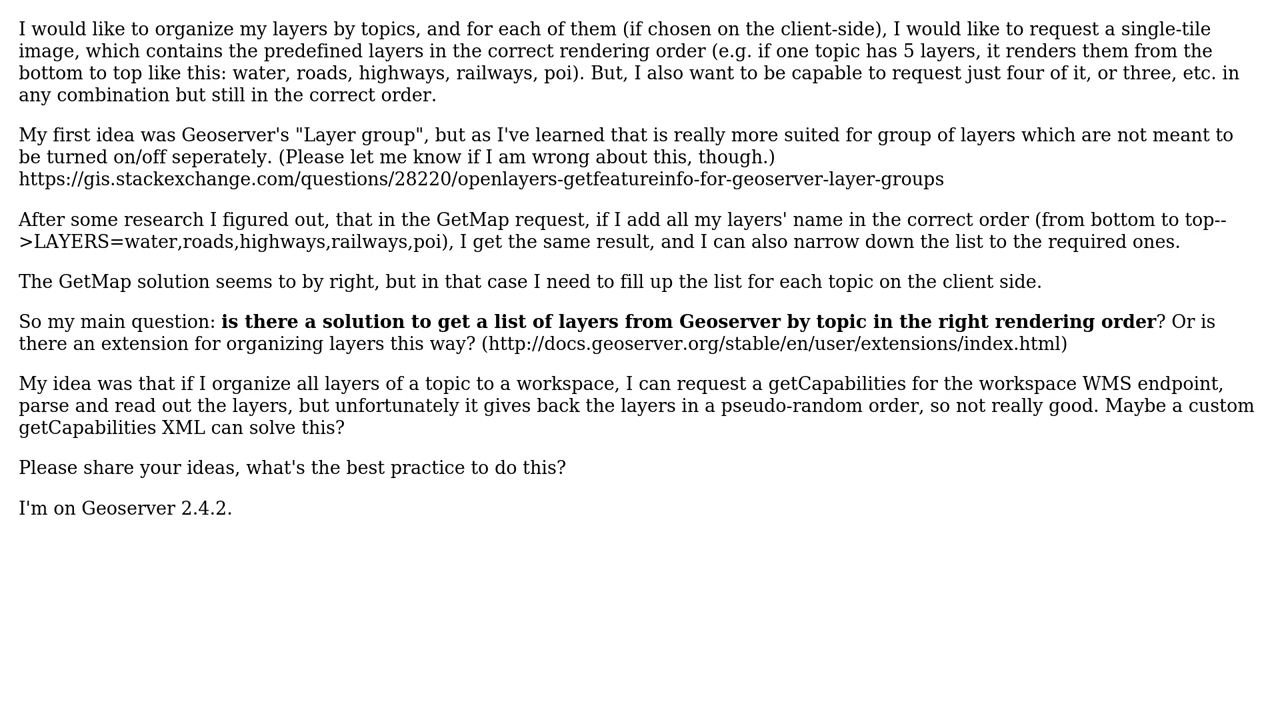 I would like to organize my layers by topics, and for each of them (if chosen on the client-side), I would like to request a single-tile
image, which contains the predefined layers in the correct rendering order (e.g. if one topic has 5 layers, it renders them from the
bottom to top like this: water, roads, highways, railways, poi). But, I also want to be capable to request just four of it, or three, etc. in
any combination but still in the correct order.
My first idea was Geoserver's "Layer group", but as I've learned that is really more suited for group of layers which are not meant to
be turned on/off seperately. (Please let me know if I am wrong about this, though.)
https://gis.stackexchange.com/questions/28220/openlayers-getfeatureinfo-for-geoserver-layer-groups
After some research I figured out, that in the GetMap request, if I add all my layers' name in the correct order (from bottom to top--
>LAYERS=water,roads,highways,railways,poi), I get the same result, and I can also narrow down the list to the required ones.
The GetMap solution seems to by right, but in that case I need to fill up the list for each topic on the client side.
So my main question: is there a solution to get a list of layers from Geoserver by topic in the right rendering order? Or is
there an extension for organizing layers this way? (http://docs.geoserver.org/stable/en/user/extensions/index.html)
My idea was that if I organize all layers of a topic to a workspace, I can request a getCapabilities for the workspace WMS endpoint,
parse and read out the layers, but unfortunately it gives back the layers in a pseudo-random order, so not really good. Maybe a custom
getCapabilities XML can solve this?
Please share your ideas, what's the best practice to do this?
I'm on Geoserver 2.4.2.